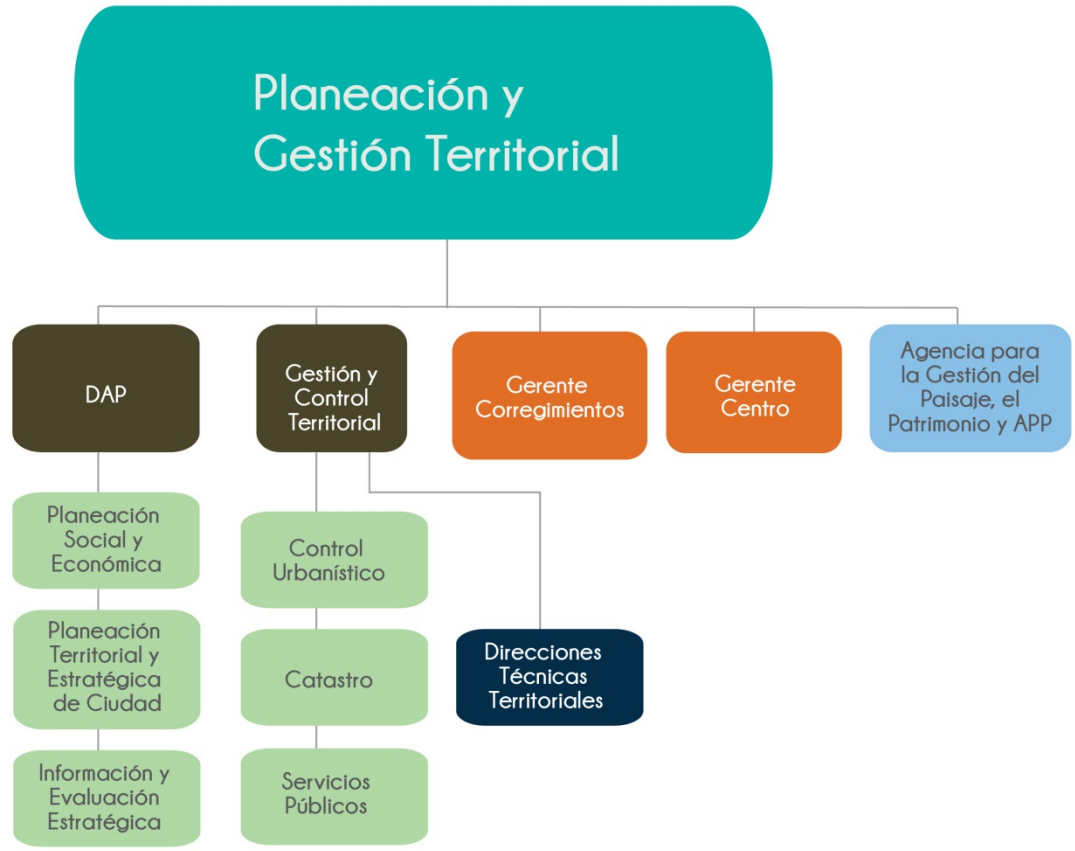 Planeación y
Gestión Territorial
DAP
Gestión y
Control
Territorial
Gerente
Corregimientos
Gerente
Centro
Agencia para
la Gestión del
Paisaje, el
Patrimonio y APP
Planeación
Social y
Económica
Planeación
Territorial y
Estratégica
de Ciudad
Información y
Evaluación
Estratégica
Control
Urbanístico
Catastro
Servicios
Públicos
Direcciones
Técnicas
Territoriales